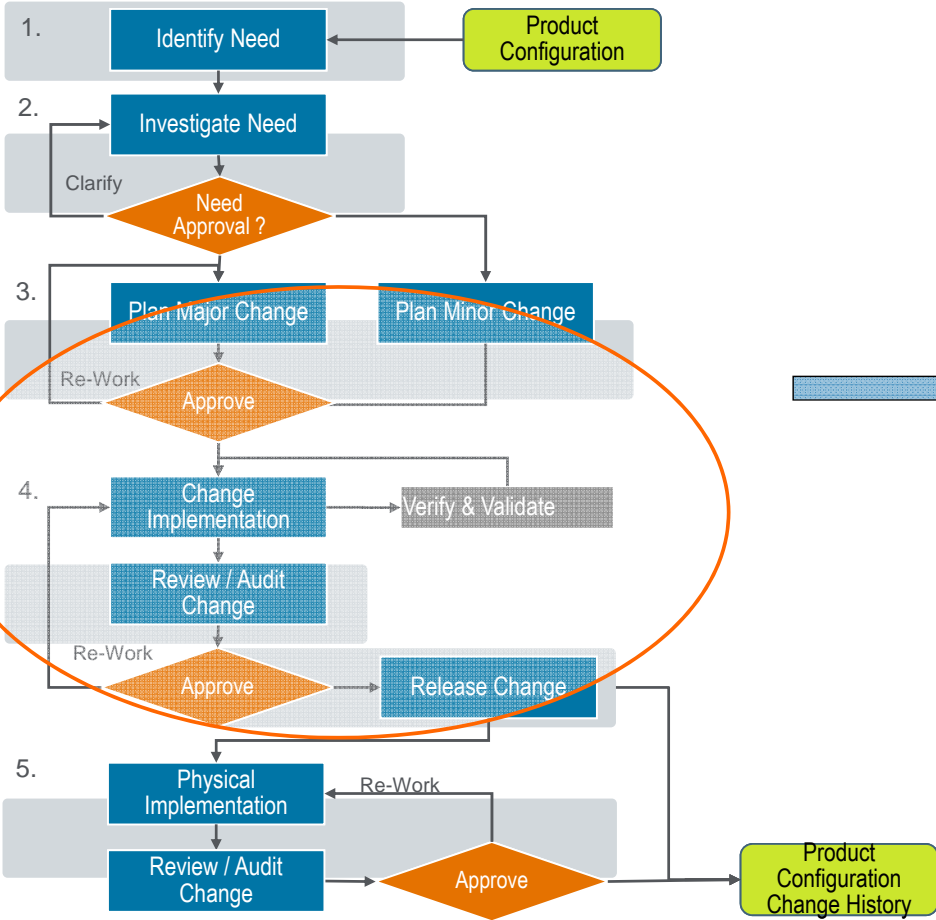 1.
Identify Need
Product
Configuration
2.
Investigate Need
Clarify
Need
Approval ?
3.
Plan Major Change
Plan Minor Change
Re-Work
Approve
4.
Change
Implementation
Verify & Validate
Review / Audit
Change
Re-Work
Approve
Release Change
5.
Physical
Implementation
Re-Work
Review / Audit
Change
Approve
Product
Configuration
Change History